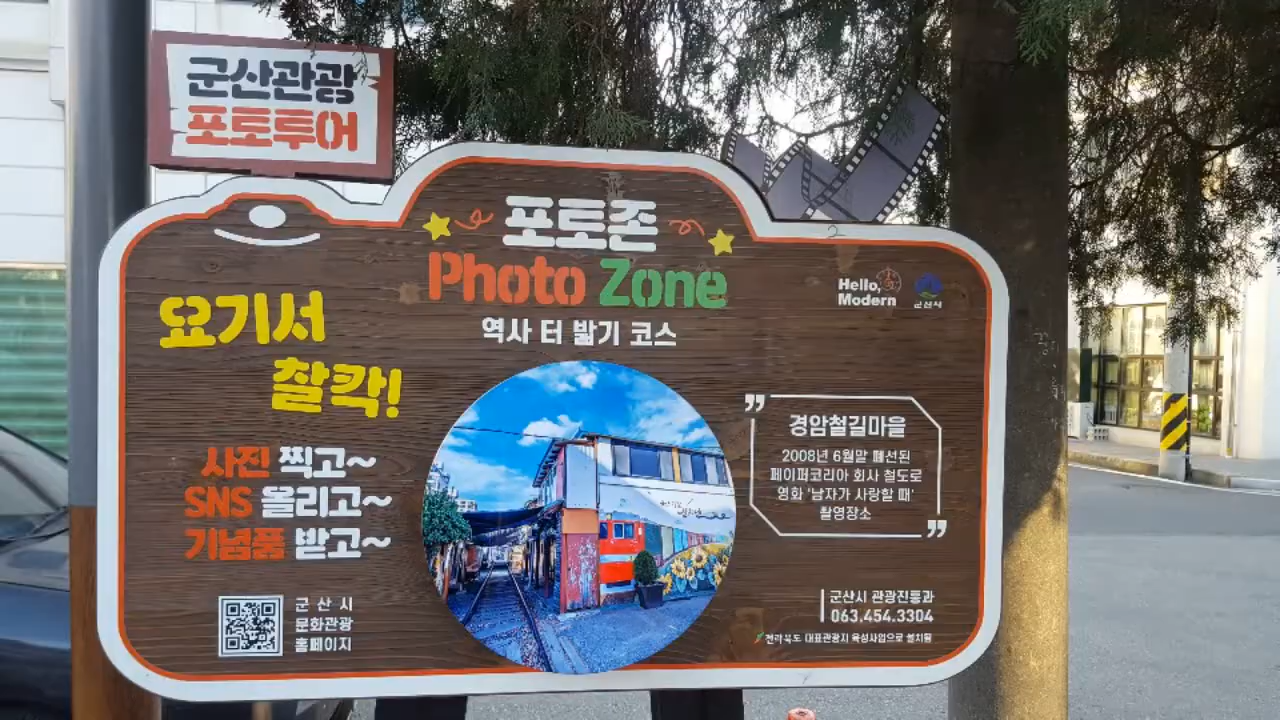 군산관광
포토투어
포토존
Photo Zone
역사 터 밟기 코스
Hello,
Modern
군산시
요기서
찰칵!
사진 찍고~
SNS 올리고~
기념품 받고~
군 산 시
문화관광
홈페이지
경암철길마을
2008년 6월말 폐선된
페이퍼코리아 회사 철도로
영화 '남자가 사랑할 때'
촬영장소
군산시 관광진흥과
063.454.3304
전라북도 대표관광지 육성사업으로 설치됨